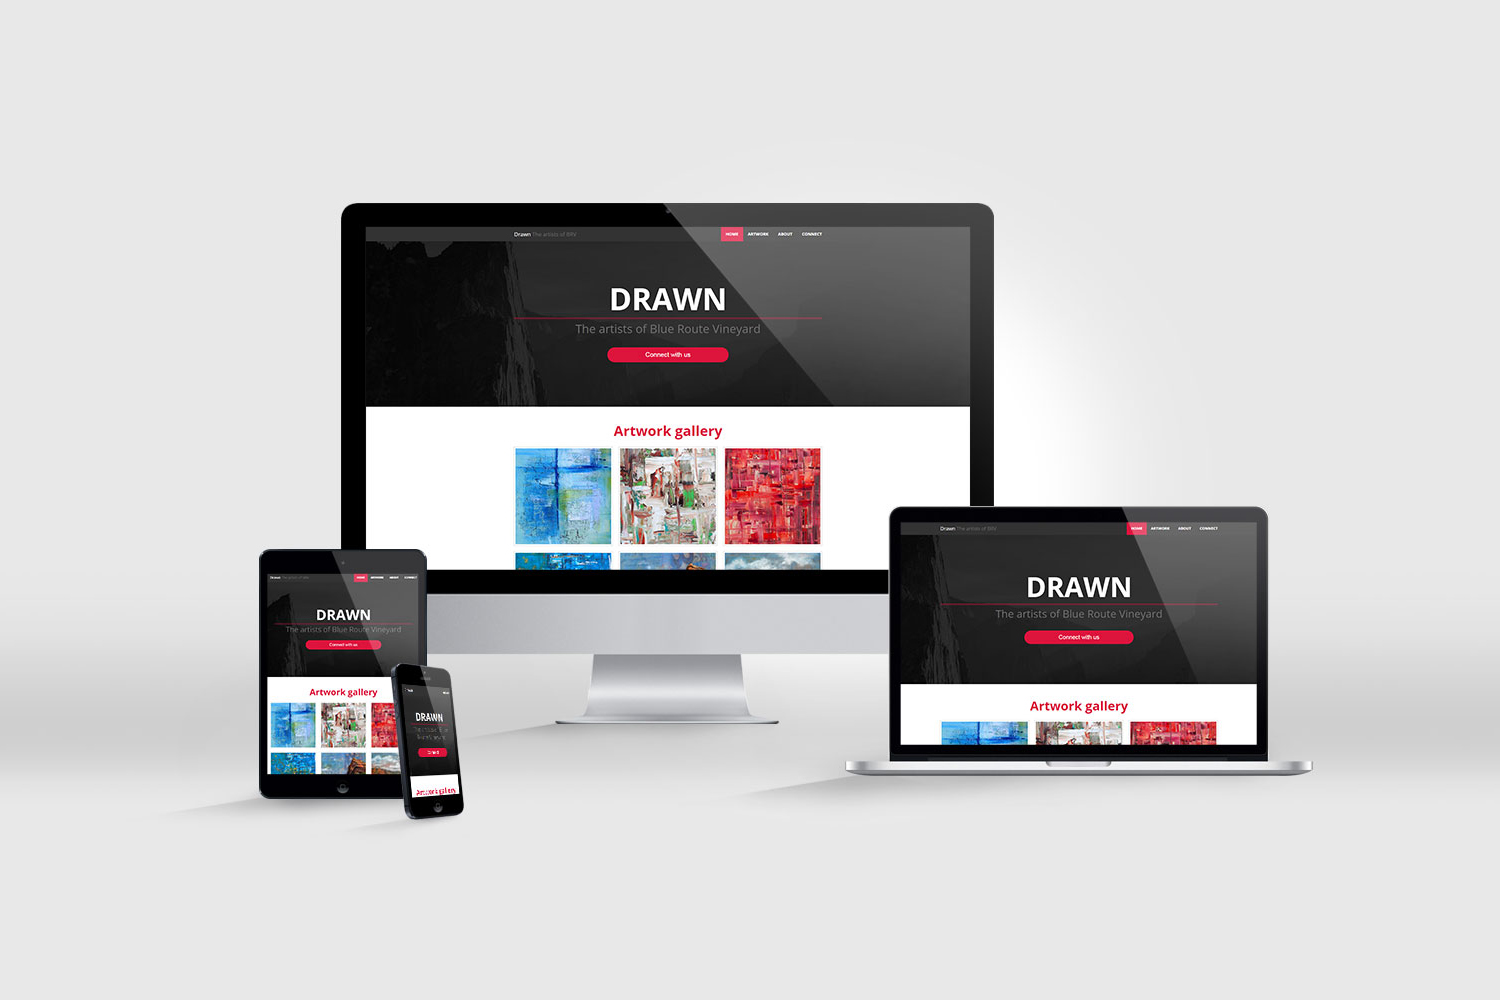 Drawn The artists of BRV
HOME ARTWORK ABOUT CONNECT
DRAWN
The artists of Blue Route Vineyard
Connect with us
Artwork gallery
Drawn The artists of BRV
HOME ARTWORK ABOUT CONNECT
DRAWN
The artists of Blue Route Vineyard
Connect with us
Artwork gallery
Drawn The artists of BRV
HOME ARTWORK ABOUT CONNECT
DRAWN
The artists of Blue Route Vineyard
Connect with us
Artwork gallery
DRAWN
Artwork gallery